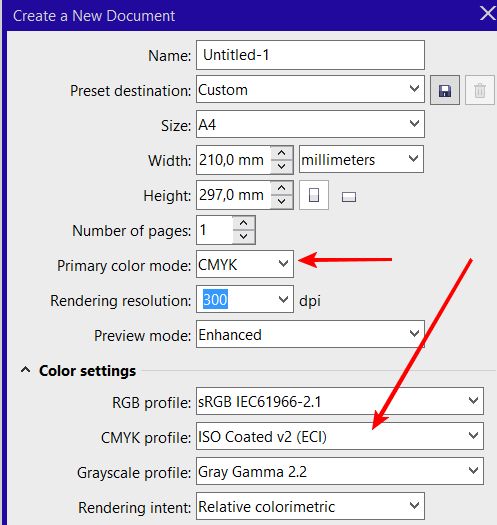 Create a New Document
Name: Untitled-1
Preset destination: Custom
Size: A4
Width: 210,0 mm millimeters
Height: 297,0 mm
Number of pages: 1
Primary color mode: CMYK
Rendering resolution: 300 dpi
Preview mode: Enhanced
Color settings
RGB profile: sRGB IEC61966-2.1
CMYK profile: ISO Coated v2 (ECI)
Grayscale profile: Gray Gamma 2.2
Rendering intent: Relative colorimetric